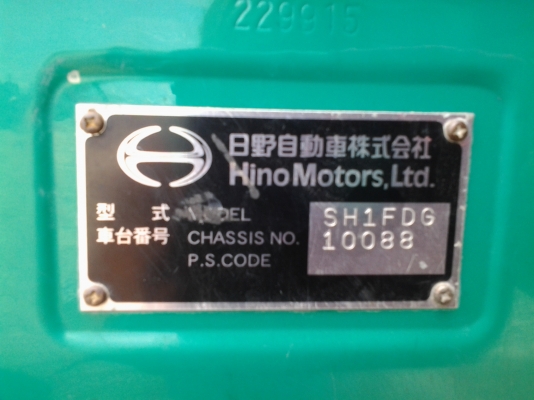 229915
日野自動車株式会社
Hino Motors, Ltd.
型式 MODEL SH1FDG
車台番号 CHASSIS NO. 10088
P.S.CODE